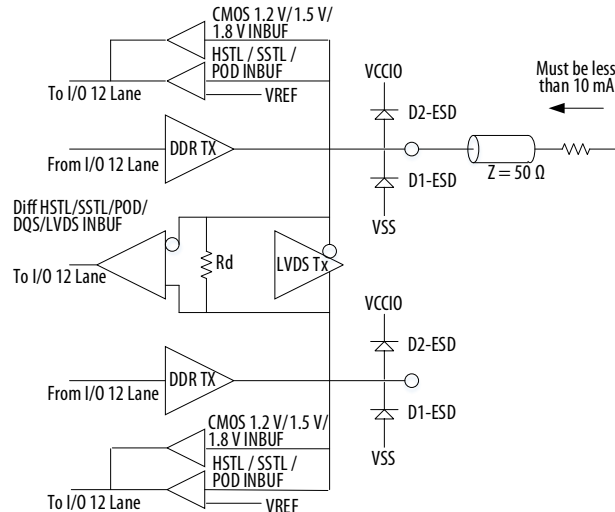 CMOS 1.2 V/1.5 V/
1.8 V INBUF
HSTL / SSTL /
POD INBUF
To I/O 12 Lane
VREF
VCCIO
Must be less
than 10 mA
D2-ESD
DDR TX
From I/O 12 Lane
Z = 50 Ω
D1-ESD
VSS
Diff HSTL/SSTL/POD/
DQS/LVDS INBUF
Rd
LVDS Tx
To I/O 12 Lane
VCCIO
D2-ESD
DDR TX
From I/O 12 Lane
D1-ESD
VSS
CMOS 1.2 V/1.5 V/
1.8 V INBUF
HSTL / SSTL /
POD INBUF
To I/O 12 Lane
VREF